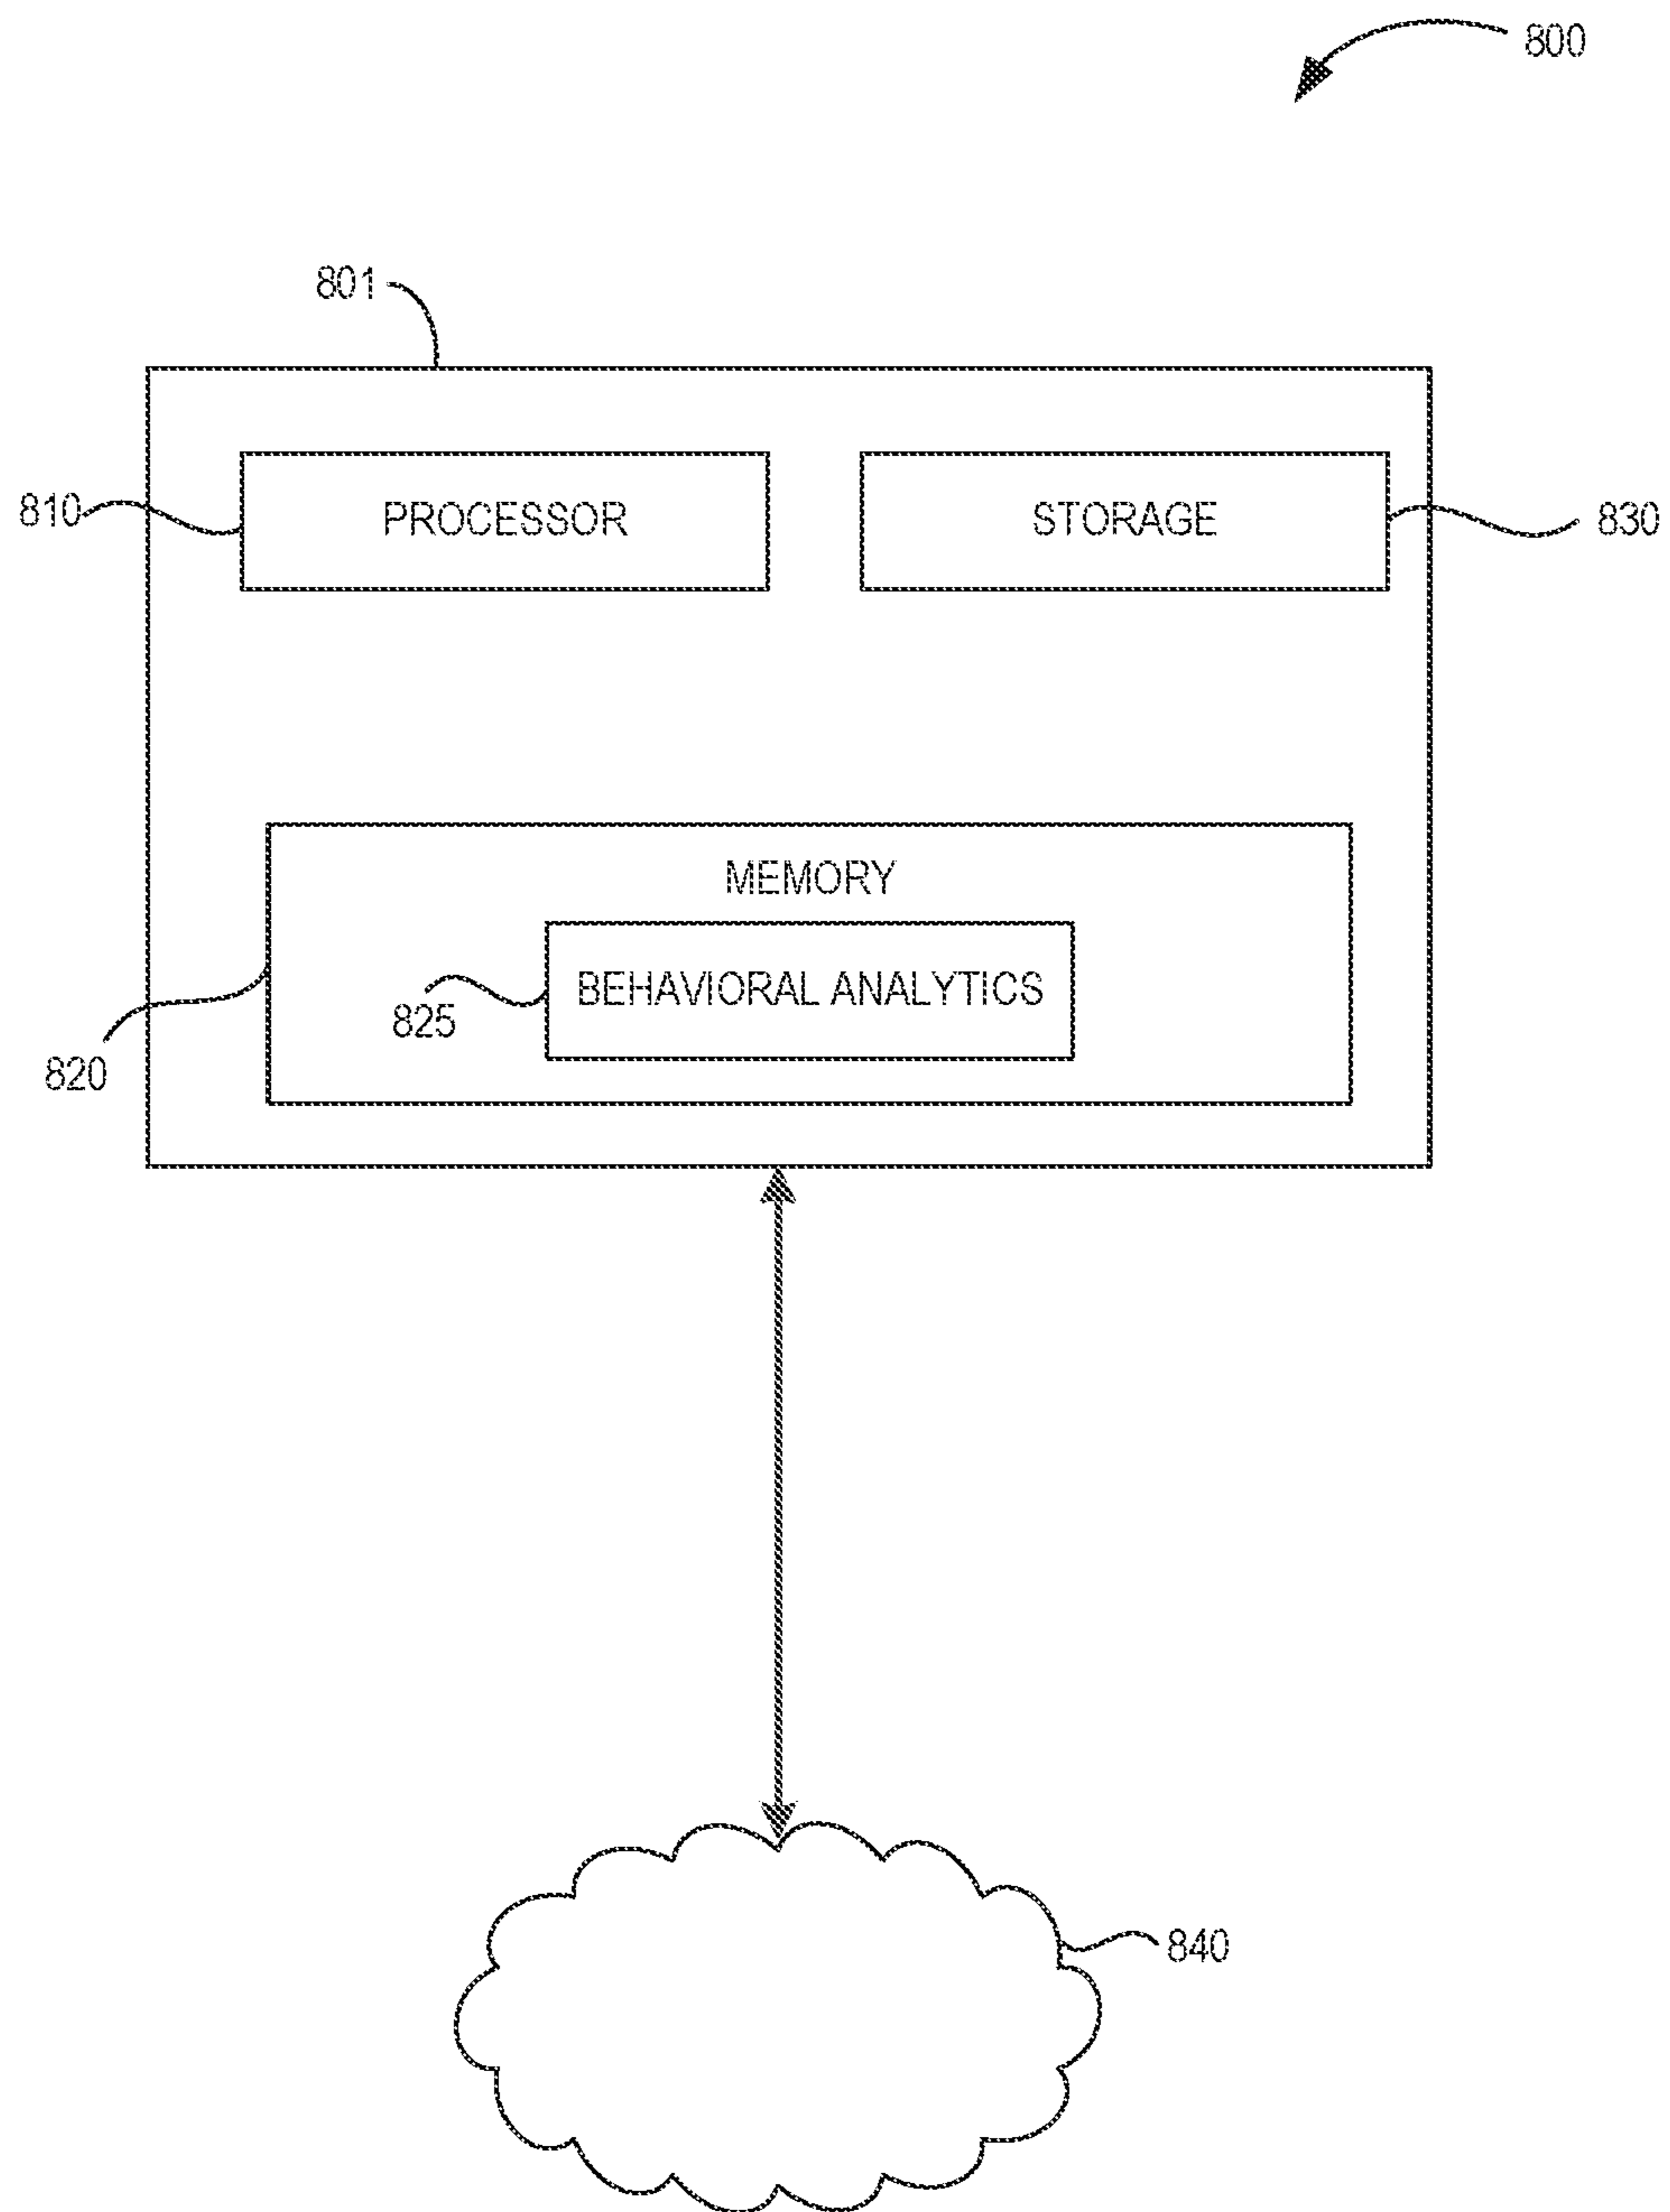 800
801
810
PROCESSOR
STORAGE
830
MEMORY
BEHAVIORAL ANALYTICS
825
820
840